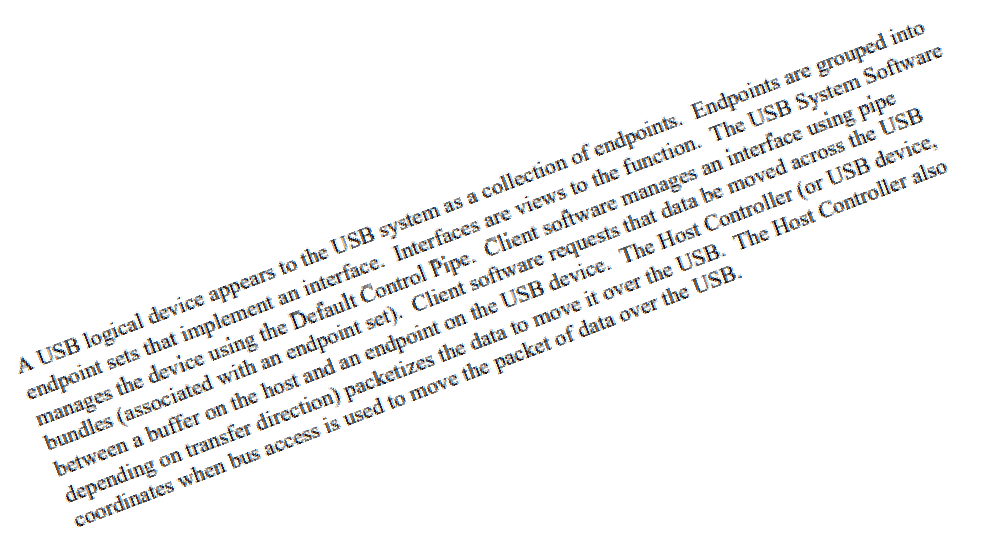 A USB logical device appears to the USB system as a collection of endpoints.  Endpoints are grouped into
endpoint sets that implement an interface.  Interfaces are views to the function.  The USB System Software
manages the device using the Default Control Pipe.  Client software manages an interface using pipe
bundles (associated with an endpoint set).  Client software requests that data be moved across the USB
between a buffer on the host and an endpoint on the USB device.  The Host Controller (or USB device,
depending on transfer direction) packetizes the data to move it over the USB.  The Host Controller also
coordinates when bus access is used to move the packet of data over the USB.